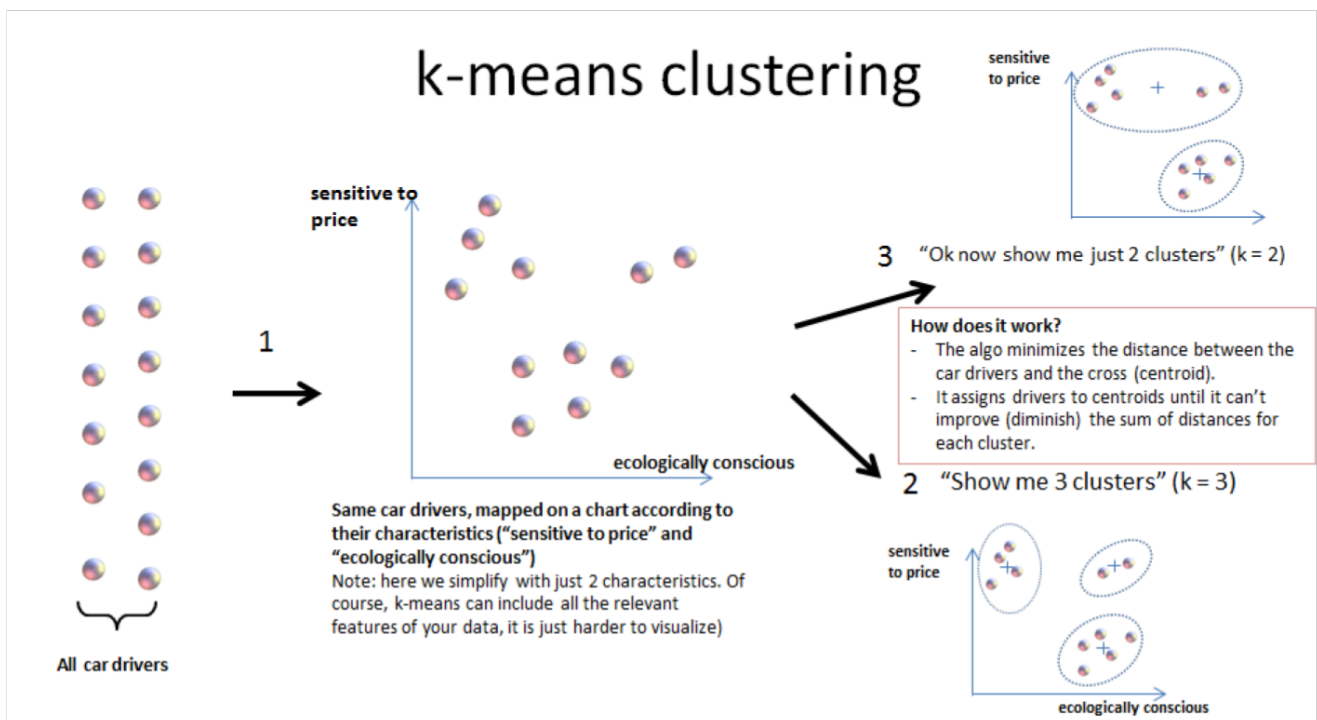 k-means clustering
All car drivers
1
sensitive to
price
ecologically conscious
Same car drivers, mapped on a chart according to
their characteristics (“sensitive to price” and
“ecologically conscious”)
Note: here we simplify with just 2 characteristics. Of
course, k-means can include all the relevant
features of your data, it is just harder to visualize)
sensitive
to price
3 “Ok now show me just 2 clusters” (k = 2)
How does it work?
- The algo minimizes the distance between the
car drivers and the cross (centroid).
- It assigns drivers to centroids until it can’t
improve (diminish) the sum of distances for
each cluster.
2 “Show me 3 clusters” (k = 3)
sensitive
to price
ecologically conscious